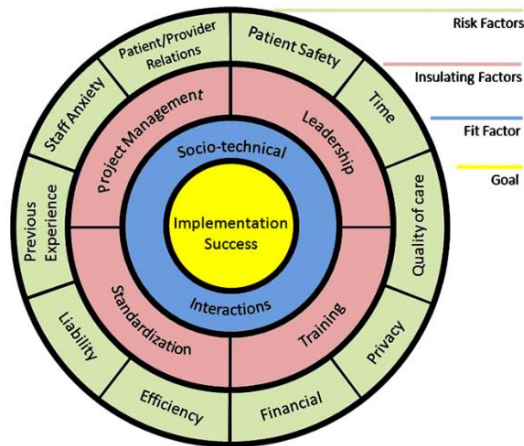 Risk Factors
Insulating Factors
Fit Factor
Goal
Patient/Provider
Relations
Patient Safety
Time
Quality of care
Privacy
Financial
Efficiency
Liability
Previous
Experience
Staff Anxiety
Project Management
Leadership
Training
Standardization
Socio-technical
Interactions
Implementation
Success